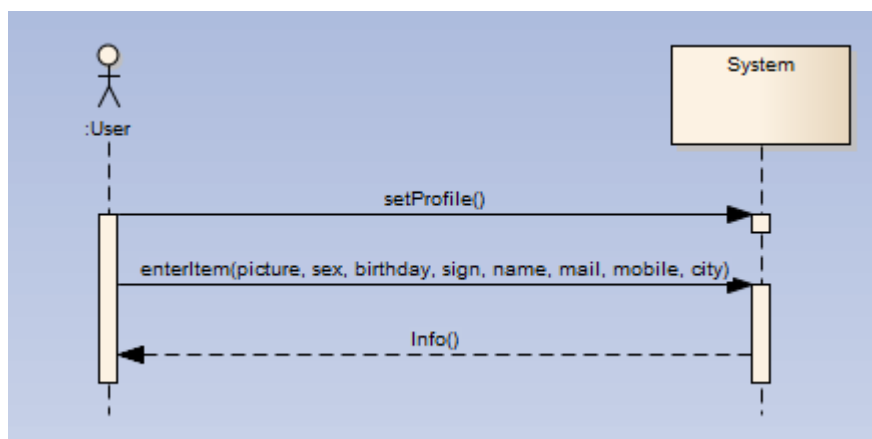 System
:User
setProfile()
enterItem(picture, sex, birthday, sign, name, mail, mobile, city)
Info()